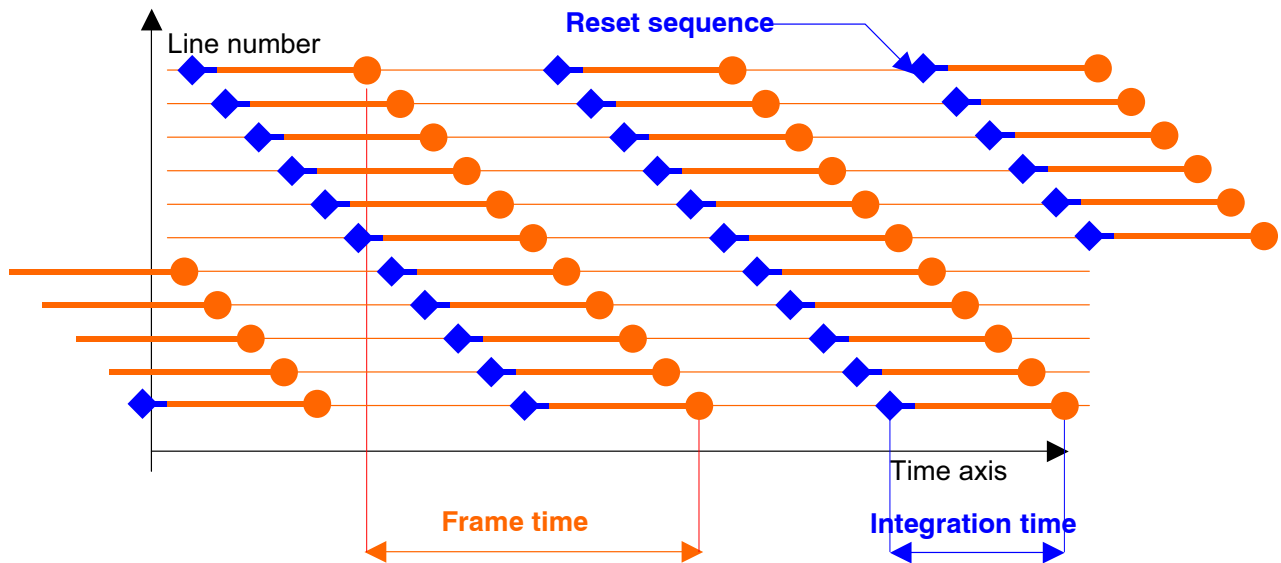 Reset sequence
Line number
Time axis
Frame time
Integration time